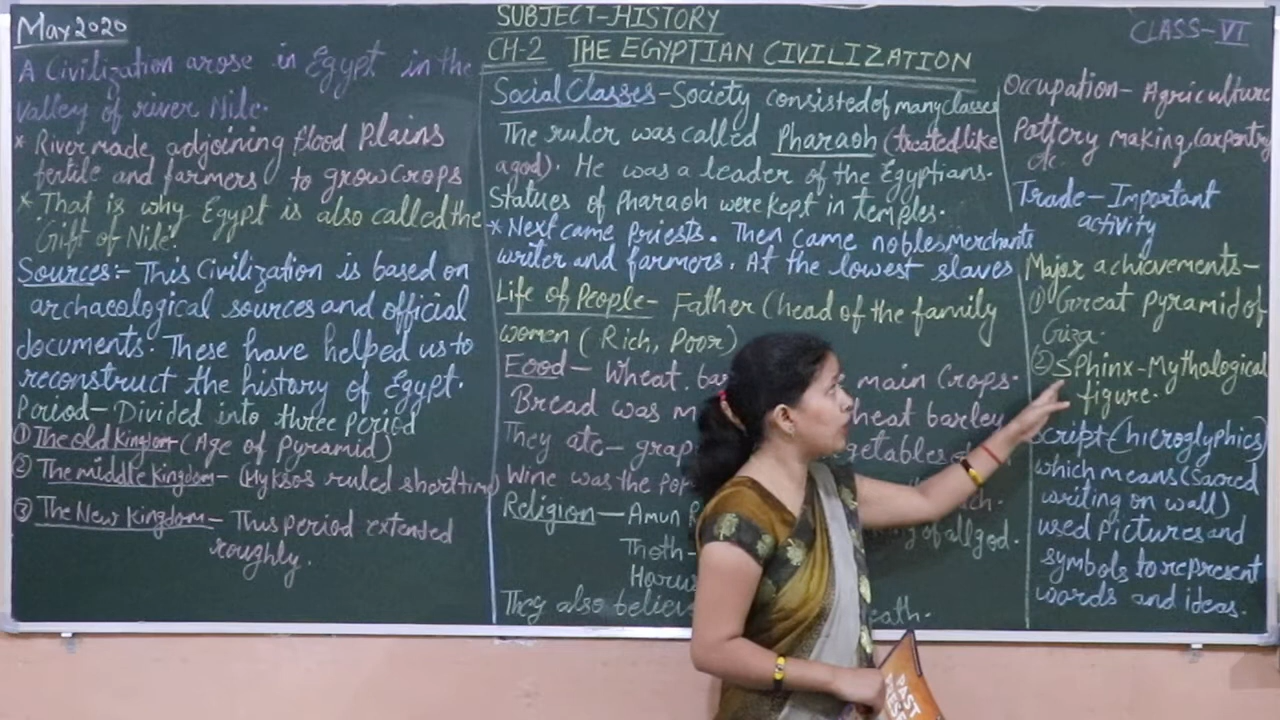 May 2020
SUBJECT-HISTORY
CLASS-VI
CH-2 THE EGYPTIAN CIVILIZATION
A Civilization arose in Egypt in the
valley of river Nile.
* River made adjoining flood plains
fertile and farmers to grow crops
* That is why Egypt is also called the
Gift of Nile.
Sources:- This Civilization is based on
archaeological sources and official
documents. These have helped us to
reconstruct the history of Egypt.
Period- Divided into three Period
① The old kingdom- (Age of Pyramid)
② The middle kingdom- (Hyksos ruled short time)
③ The New kingdom- This period extended
roughly.
Social Classes- Society consisted of many classes
The ruler was called Pharaoh (treated like
a god). He was a leader of the Egyptians.
Statues of Pharaoh were kept in temples.
* Next came Priests. Then came nobles, Merchants
writer and farmers. At the lowest slaves
Life of People- Father (head of the family
women (Rich, Poor)
Food- Wheat, main Crops.
Bread was barley
They ate-
Wine was the
Religion- Amun
of all god.
Thoth-
They also
Occupation- Agriculture
Pottery making, carpentry
etc.
Trade- Important
activity
Major achievements-
① Great Pyramid of
Giza.
② Sphinx- Mythological
figure.
Script- (hieroglyphics)
which means (Sacred
writing on wall)
used Pictures and
symbols to represent
words and ideas.
PAST